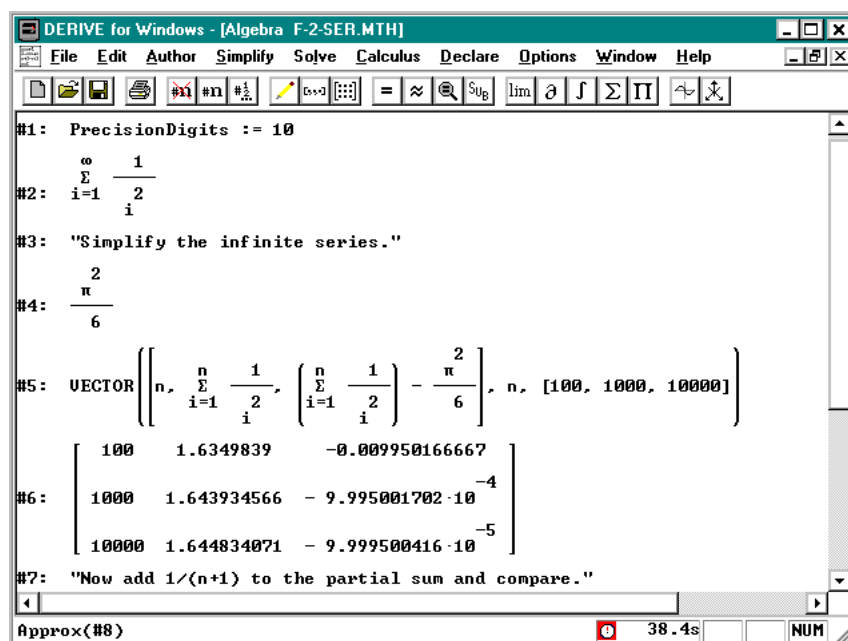 DERIVE for Windows - [Algebra F-2-SER.MTH]
File Edit Author Simplify Solve Calculus Declare Options Window Help
#n #n #½ = ≈ SUB lim ∂ ∫ Σ Π
#1: PrecisionDigits := 10
∞ 1
Σ
#2: i=1 2
i
#3: "Simplify the infinite series."
2
π
#4:
6
n 1 n 1 2 π
#5: VECTOR([n, Σ , (Σ ) - ], n, [100, 1000, 10000])
i=1 2 i=1 2 6
i i
100 1.6349839 -0.009950166667
-4
#6: 1000 1.643934566 - 9.995001702·10
-5
10000 1.644834071 - 9.999500416·10
#7: "Now add 1/(n+1) to the partial sum and compare."
Approx(#8) 38.4s NUM